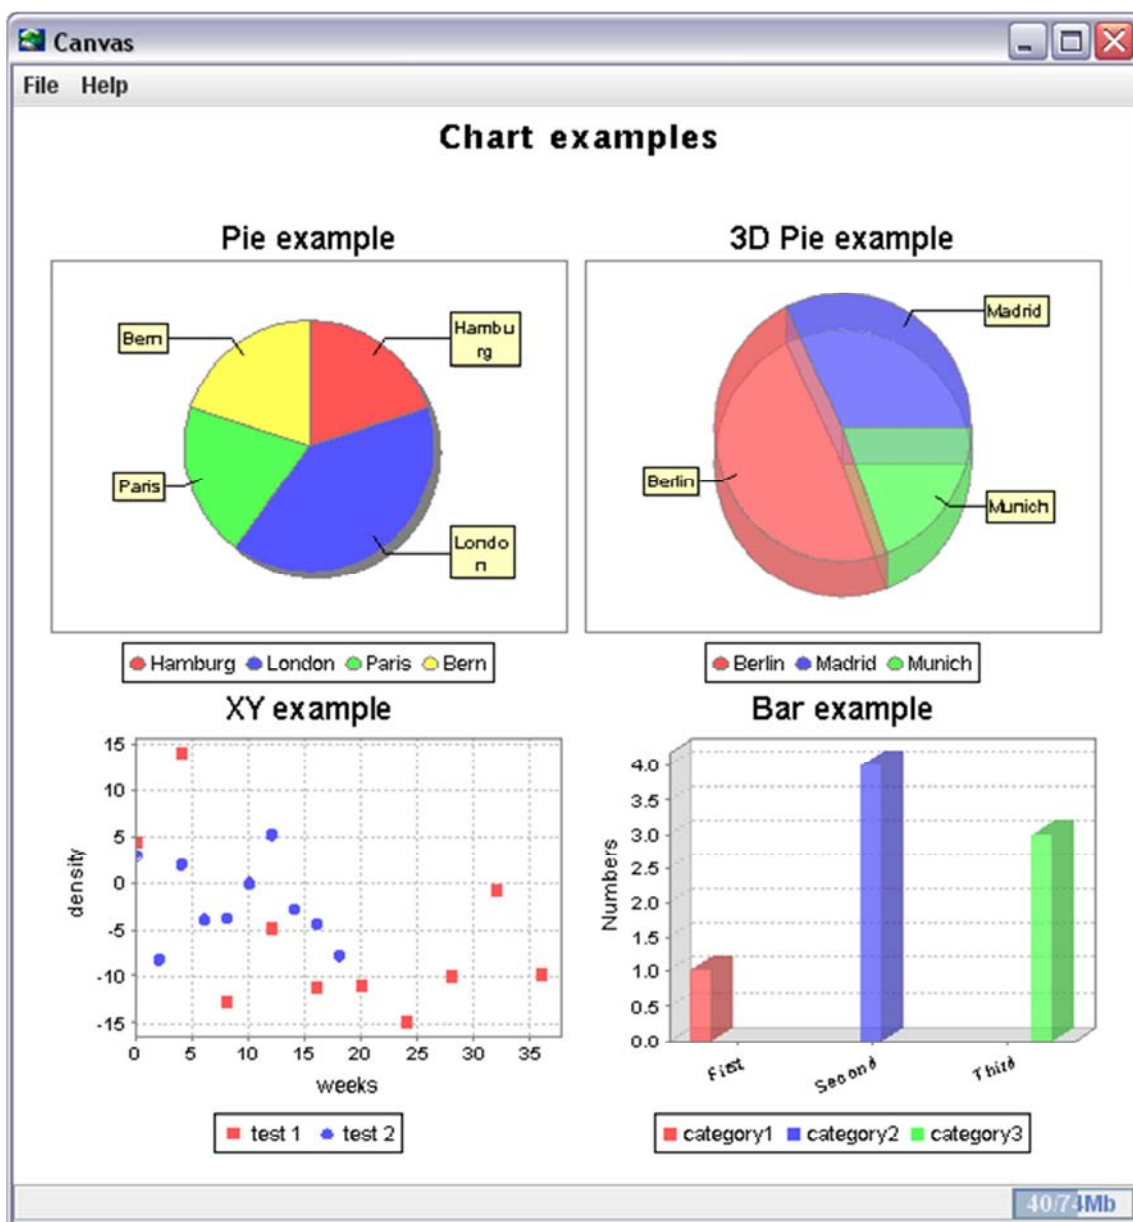 Canvas
File Help
Chart examples
Pie example
Bern
Hambu
rg
Paris
Londo
n
Hamburg London Paris Bern
3D Pie example
Madrid
Berlin
Munich
Berlin Madrid Munich
XY example
density
15
10
5
0
-5
-10
-15
0 5 10 15 20 25 30 35
weeks
test 1 test 2
Bar example
Numbers
4.0
3.5
3.0
2.5
2.0
1.5
1.0
0.5
0.0
First Second Third
category1 category2 category3
40/74Mb